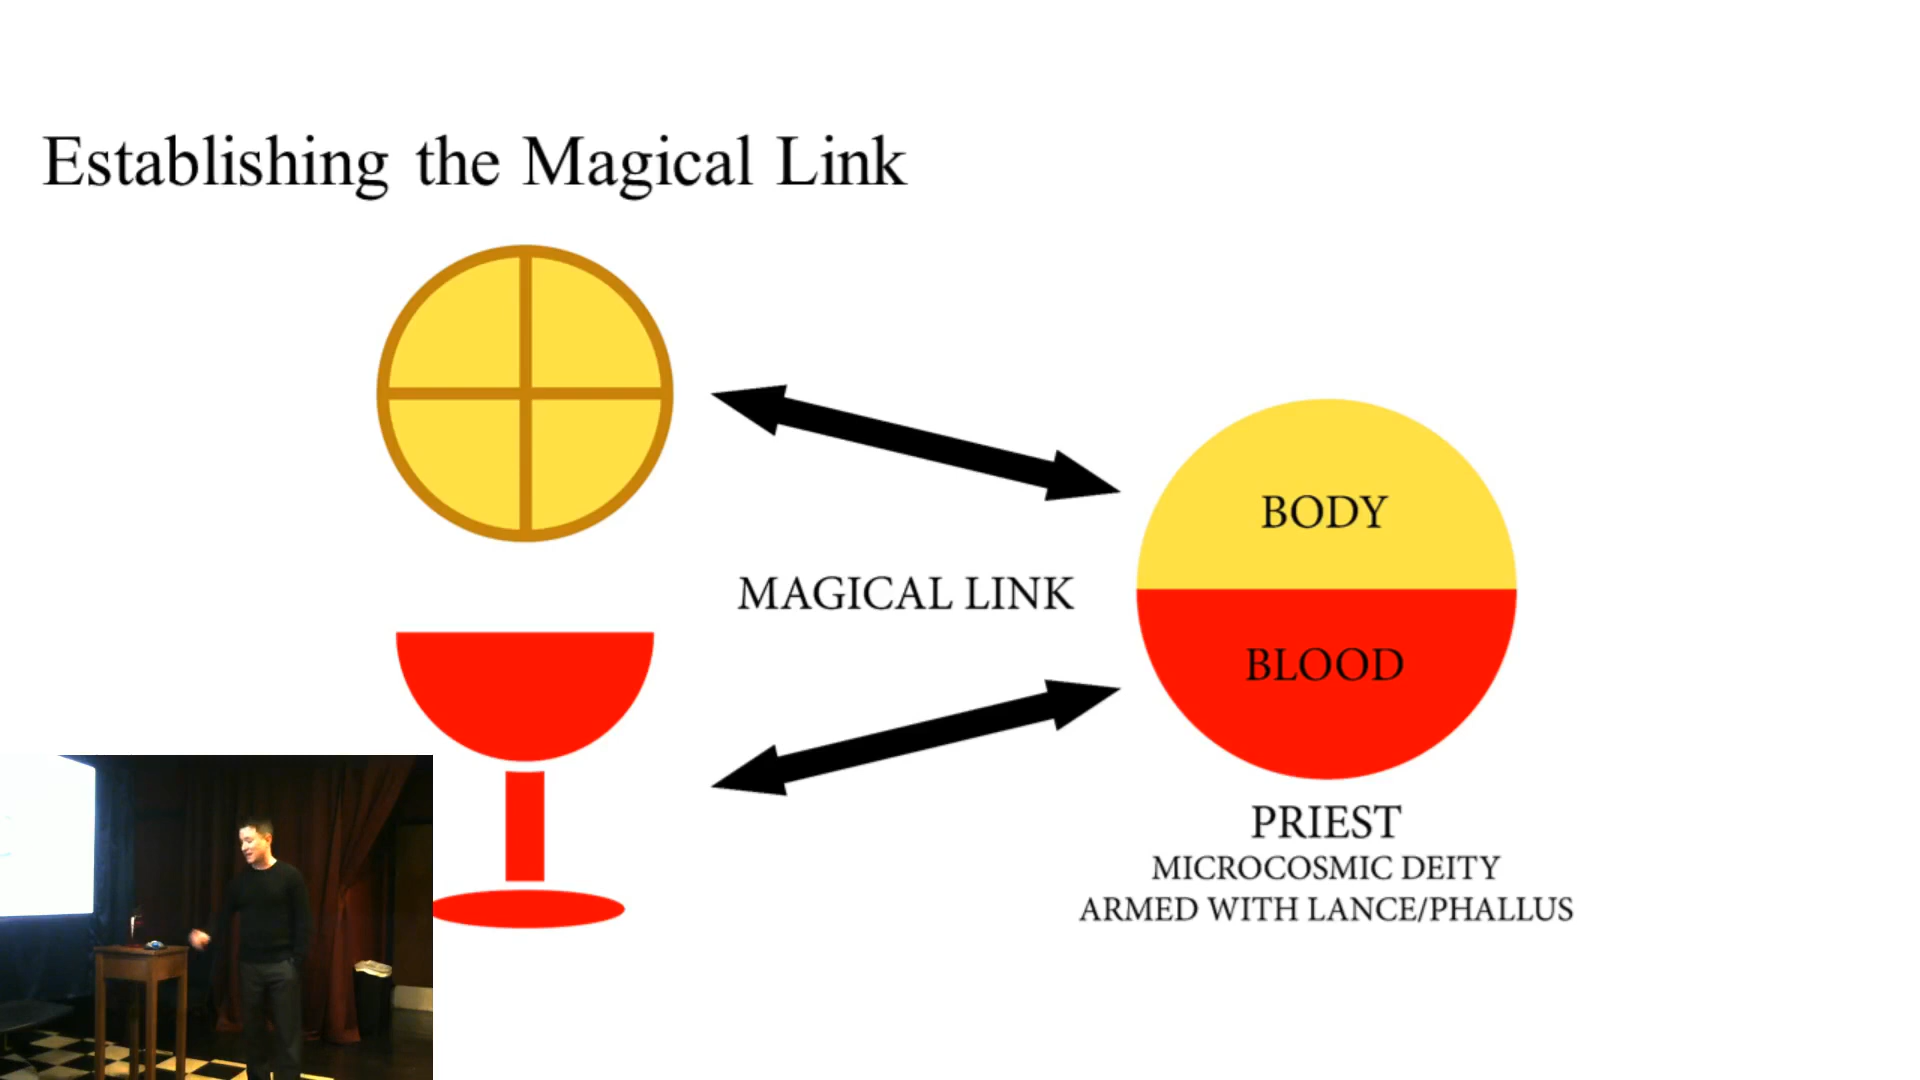 Establishing the Magical Link
BODY
MAGICAL LINK
BLOOD
PRIEST
MICROCOSMIC DEITY
ARMED WITH LANCE/PHALLUS